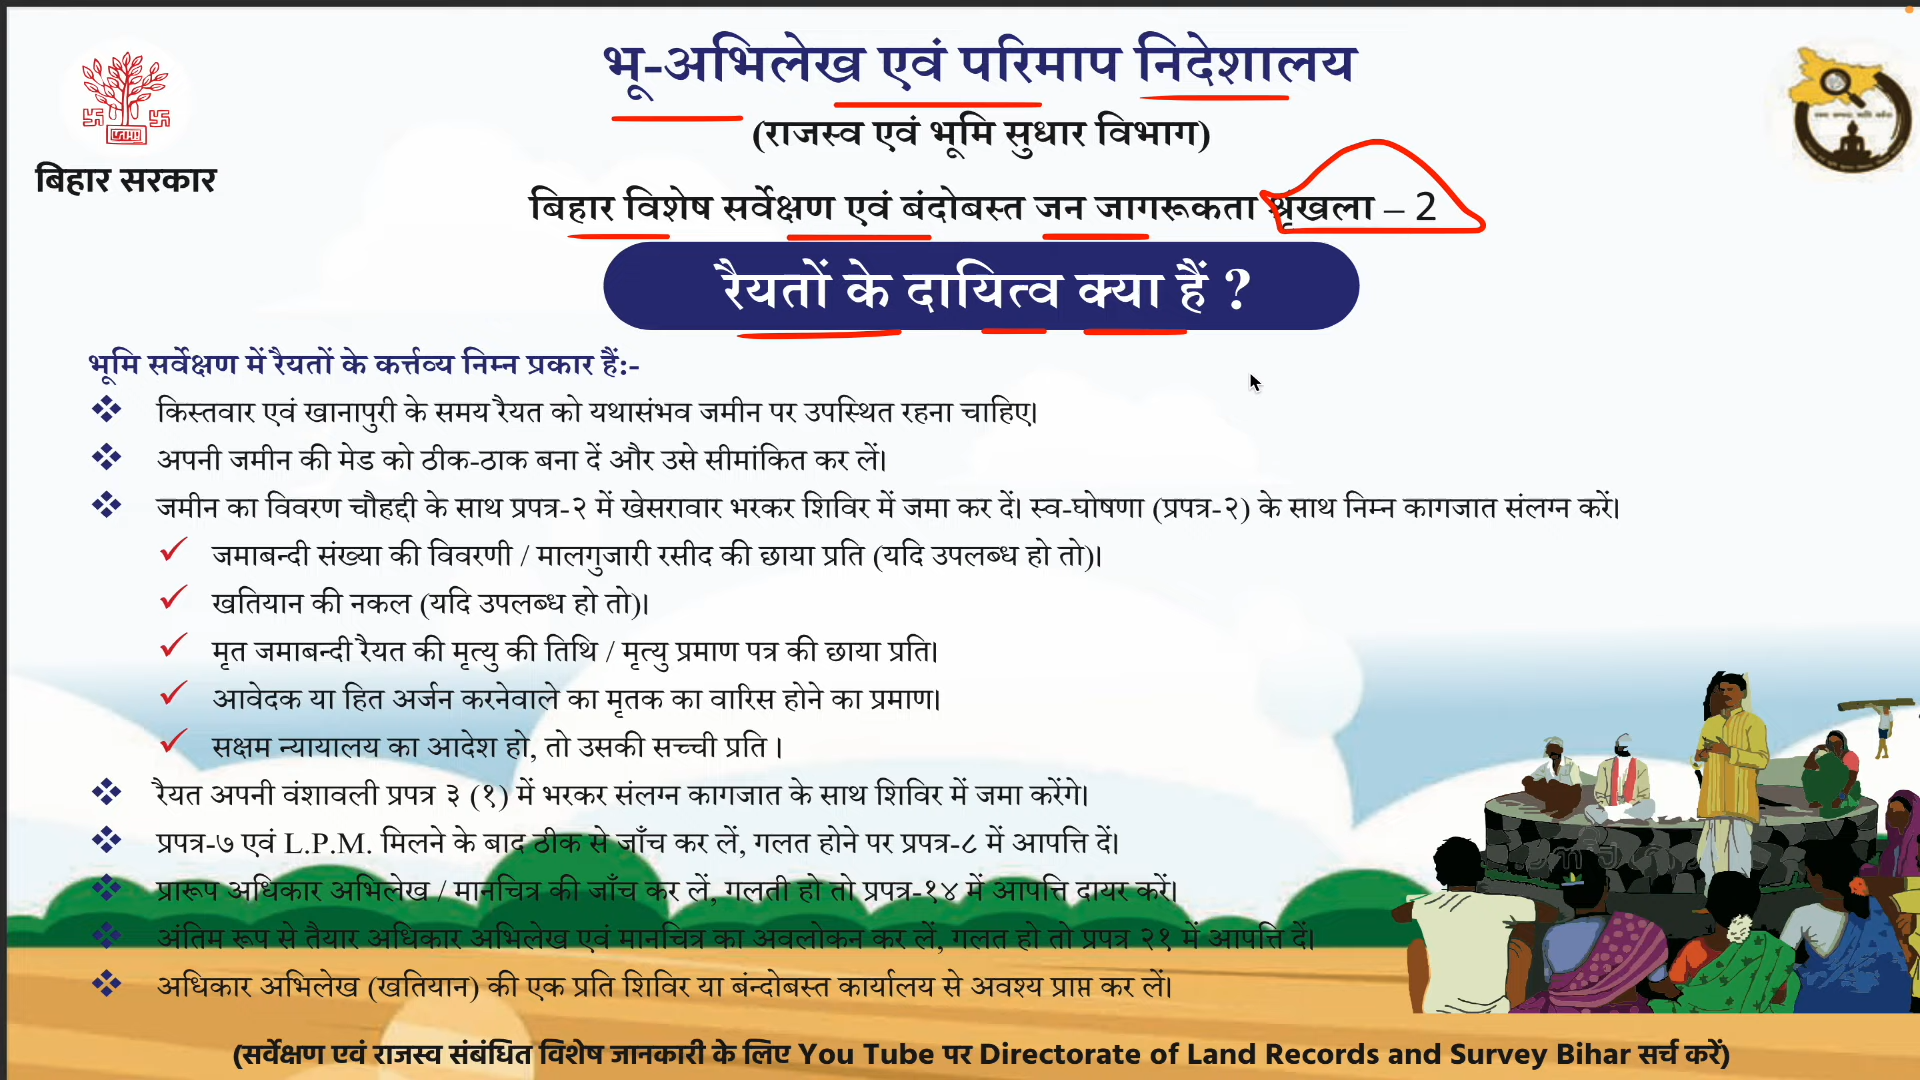 भू-अभिलेख एवं परिमाप निदेशालय
(राजस्व एवं भूमि सुधार विभाग)
बिहार सरकार
बिहार विशेष सर्वेक्षण एवं बंदोबस्त जन जागरूकता श्रृंखला – 2
रैयतों के दायित्व क्या हैं ?
भूमि सर्वेक्षण में रैयतों के कर्त्तव्य निम्न प्रकार हैं:-
किस्तवार एवं खानापुरी के समय रैयत को यथासंभव जमीन पर उपस्थित रहना चाहिए।
अपनी जमीन की मेड को ठीक-ठाक बना दें और उसे सीमांकित कर लें।
जमीन का विवरण चौहद्दी के साथ प्रपत्र-२ में खेसरावार भरकर शिविर में जमा कर दें। स्व-घोषणा (प्रपत्र-२) के साथ निम्न कागजात संलग्न करें।
जमाबन्दी संख्या की विवरणी / मालगुजारी रसीद की छाया प्रति (यदि उपलब्ध हो तो)।
खतियान की नकल (यदि उपलब्ध हो तो)।
मृत जमाबन्दी रैयत की मृत्यु की तिथि / मृत्यु प्रमाण पत्र की छाया प्रति।
आवेदक या हित अर्जन करनेवाले का मृतक का वारिस होने का प्रमाण।
सक्षम न्यायालय का आदेश हो, तो उसकी सच्ची प्रति ।
रैयत अपनी वंशावली प्रपत्र ३ (१) में भरकर संलग्न कागजात के साथ शिविर में जमा करेंगे।
प्रपत्र-७ एवं L.P.M. मिलने के बाद ठीक से जाँच कर लें, गलत होने पर प्रपत्र-८ में आपत्ति दें।
प्रारूप अधिकार अभिलेख / मानचित्र की जाँच कर लें, गलती हो तो प्रपत्र-१४ में आपत्ति दायर करें।
अंतिम रूप से तैयार अधिकार अभिलेख एवं मानचित्र का अवलोकन कर लें, गलत हो तो प्रपत्र २१ में आपत्ति दें।
अधिकार अभिलेख (खतियान) की एक प्रति शिविर या बंन्दोबस्त कार्यालय से अवश्य प्राप्त कर लें।
(सर्वेक्षण एवं राजस्व संबंधित विशेष जानकारी के लिए You Tube पर Directorate of Land Records and Survey Bihar सर्च करें)